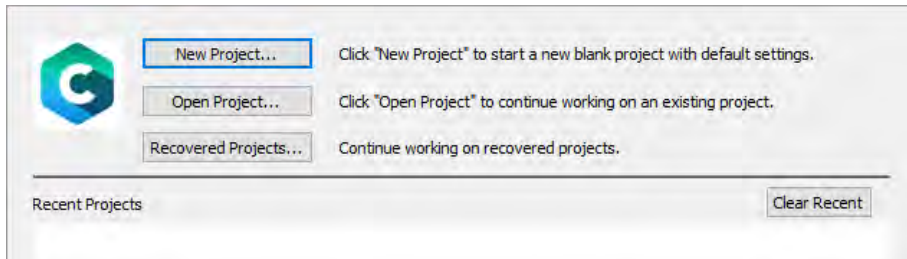 C
New Project... Click "New Project" to start a new blank project with default settings.
Open Project... Click "Open Project" to continue working on an existing project.
Recovered Projects... Continue working on recovered projects.
Recent Projects Clear Recent